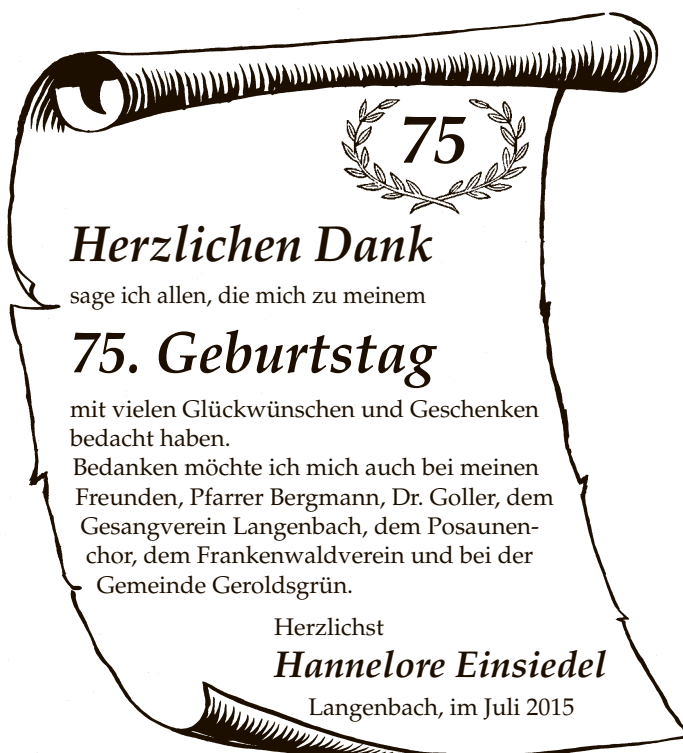 75
Herzlichen Dank
sage ich allen, die mich zu meinem
75. Geburtstag
mit vielen Glückwünschen und Geschenken
bedacht haben.
Bedanken möchte ich mich auch bei meinen
Freunden, Pfarrer Bergmann, Dr. Goller, dem
Gesangverein Langenbach, dem Posaunen-
chor, dem Frankenwaldverein und bei der
Gemeinde Geroldsgrün.
Herzlichst
Hannelore Einsiedel
Langenbach, im Juli 2015